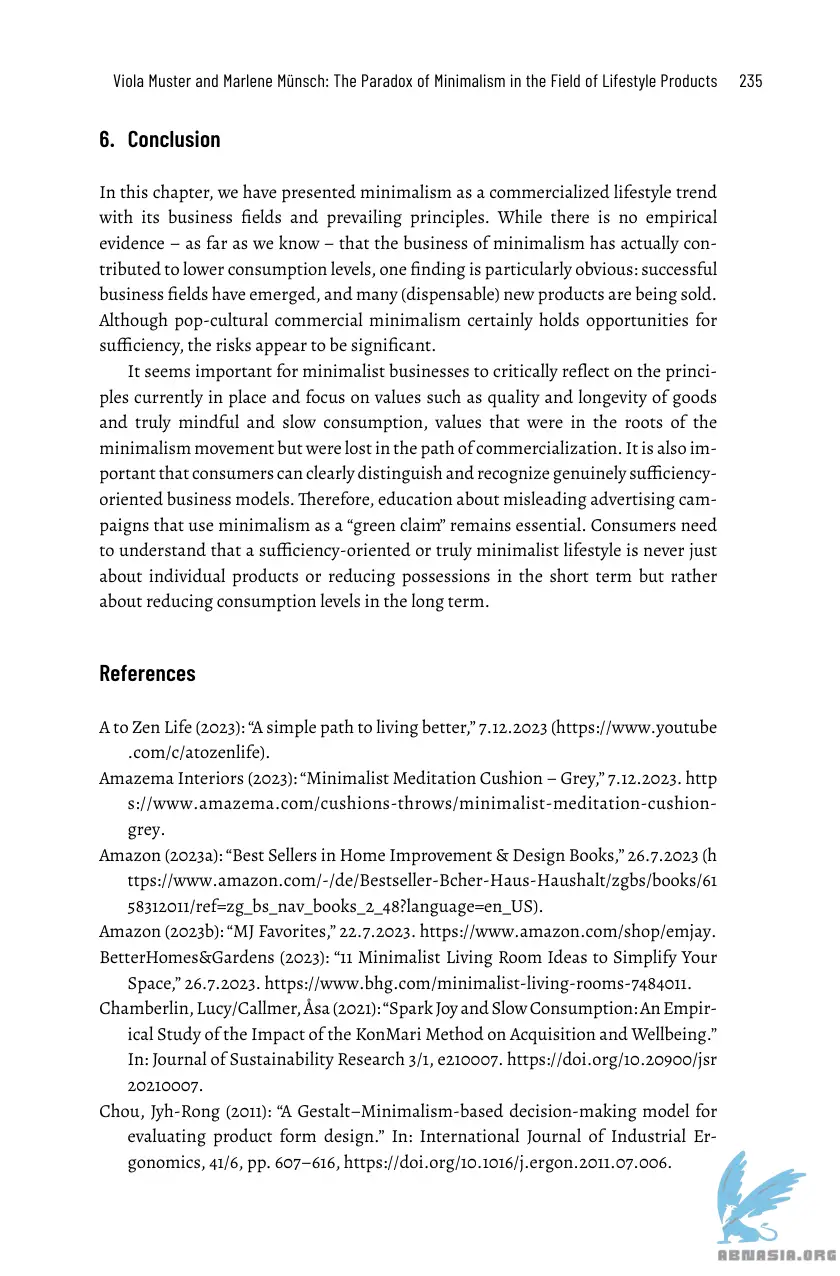 Viola Muster and Marlene Münsch: The Paradox of Minimalism in the Field of Lifestyle Products 235
6. Conclusion
In this chapter, we have presented minimalism as a commercialized lifestyle trend
with its business fields and prevailing principles. While there is no empirical
evidence – as far as we know – that the business of minimalism has actually con-
tributed to lower consumption levels, one finding is particularly obvious: successful
business fields have emerged, and many (dispensable) new products are being sold.
Although pop-cultural commercial minimalism certainly holds opportunities for
sufficiency, the risks appear to be significant.
It seems important for minimalist businesses to critically reflect on the princi-
ples currently in place and focus on values such as quality and longevity of goods
and truly mindful and slow consumption, values that were in the roots of the
minimalism movement but were lost in the path of commercialization. It is also im-
portant that consumers can clearly distinguish and recognize genuinely sufficiency-
oriented business models. Therefore, education about misleading advertising cam-
paigns that use minimalism as a “green claim” remains essential. Consumers need
to understand that a sufficiency-oriented or truly minimalist lifestyle is never just
about individual products or reducing possessions in the short term but rather
about reducing consumption levels in the long term.
References
A to Zen Life (2023): “A simple path to living better,” 7.12.2023 (https://www.youtube
.com/c/atozenlife).
Amazema Interiors (2023): “Minimalist Meditation Cushion – Grey,” 7.12.2023. http
s://www.amazema.com/cushions-throws/minimalist-meditation-cushion-
grey.
Amazon (2023a): “Best Sellers in Home Improvement & Design Books,” 26.7.2023 (h
ttps://www.amazon.com/-/de/Bestseller-Bcher-Haus-Haushalt/zgbs/books/61
58312011/ref=zg_bs_nav_books_2_48?language=en_US).
Amazon (2023b): “MJ Favorites,” 22.7.2023. https://www.amazon.com/shop/emjay.
BetterHomes&Gardens (2023): “11 Minimalist Living Room Ideas to Simplify Your
Space,” 26.7.2023. https://www.bhg.com/minimalist-living-rooms-7484011.
Chamberlin, Lucy/Callmer, Åsa (2021): “Spark Joy and Slow Consumption: An Empir-
ical Study of the Impact of the KonMari Method on Acquisition and Wellbeing.”
In: Journal of Sustainability Research 3/1, e210007. https://doi.org/10.20900/jsr
20210007.
Chou, Jyh-Rong (2011): “A Gestalt–Minimalism-based decision-making model for
evaluating product form design.” In: International Journal of Industrial Er-
gonomics, 41/6, pp. 607–616, https://doi.org/10.1016/j.ergon.2011.07.006.
ABNASIA.ORG